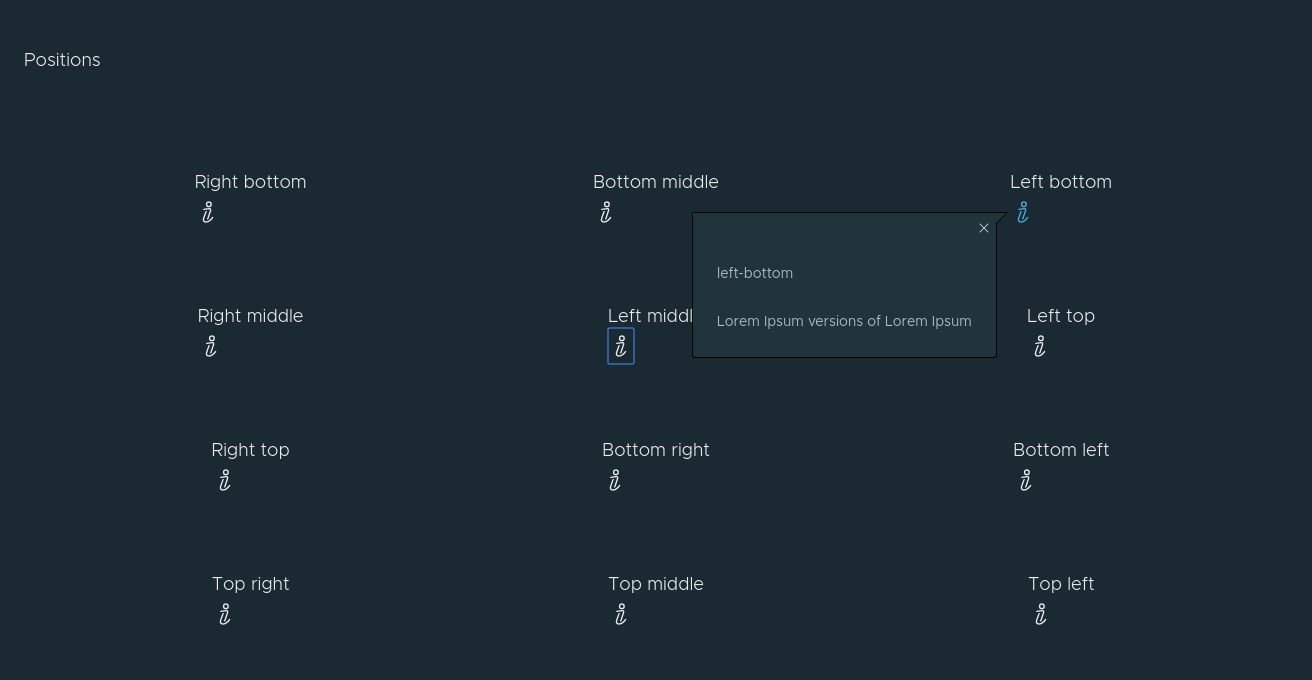 Positions
Right bottom
Bottom middle
Left bottom
left-bottom
Lorem Ipsum versions of Lorem Ipsum
Right middle
Left middl
Left top
Right top
Bottom right
Bottom left
Top right
Top middle
Top left